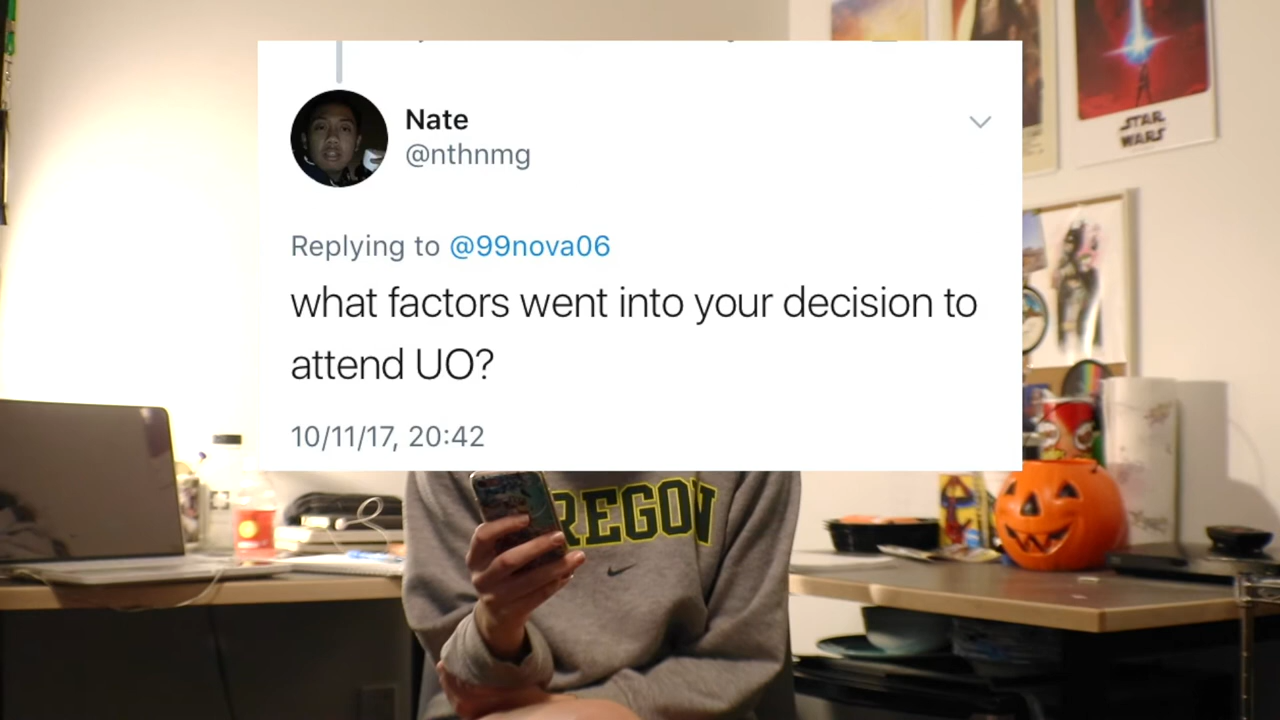 STAR
WARS
Nate
@nthnmg
Replying to @99nova06
what factors went into your decision to
attend UO?
10/11/17, 20:42
OREGON